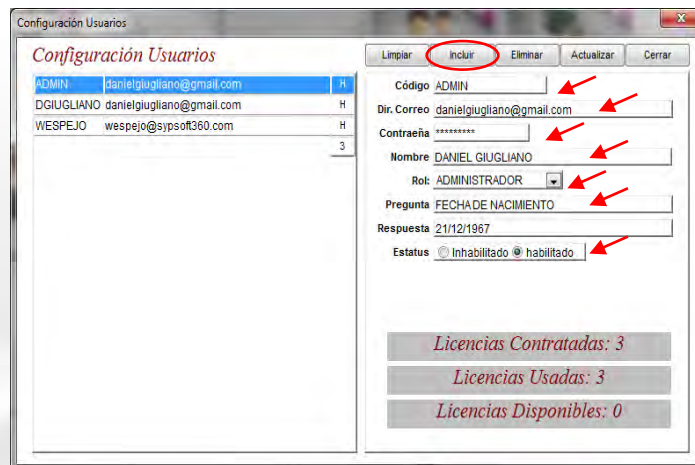 Configuración Usuarios
Configuración Usuarios
Limpiar Incluir Eliminar Actualizar Cerrar
ADMIN danielgiugliano@gmail.com H
DGIUGLIANO danielgiugliano@gmail.com H
WESPEJO wespejo@sypsoft360.com H
3
Código ADMIN
Dir. Correo danielgiugliano@gmail.com
Contraeña *********
Nombre DANIEL GIUGLIANO
Rol: ADMINISTRADOR
Pregunta FECHA DE NACIMIENTO
Respuesta 21/12/1967
Estatus Inhabilitado habilitado
Licencias Contratadas: 3
Licencias Usadas: 3
Licencias Disponibles: 0